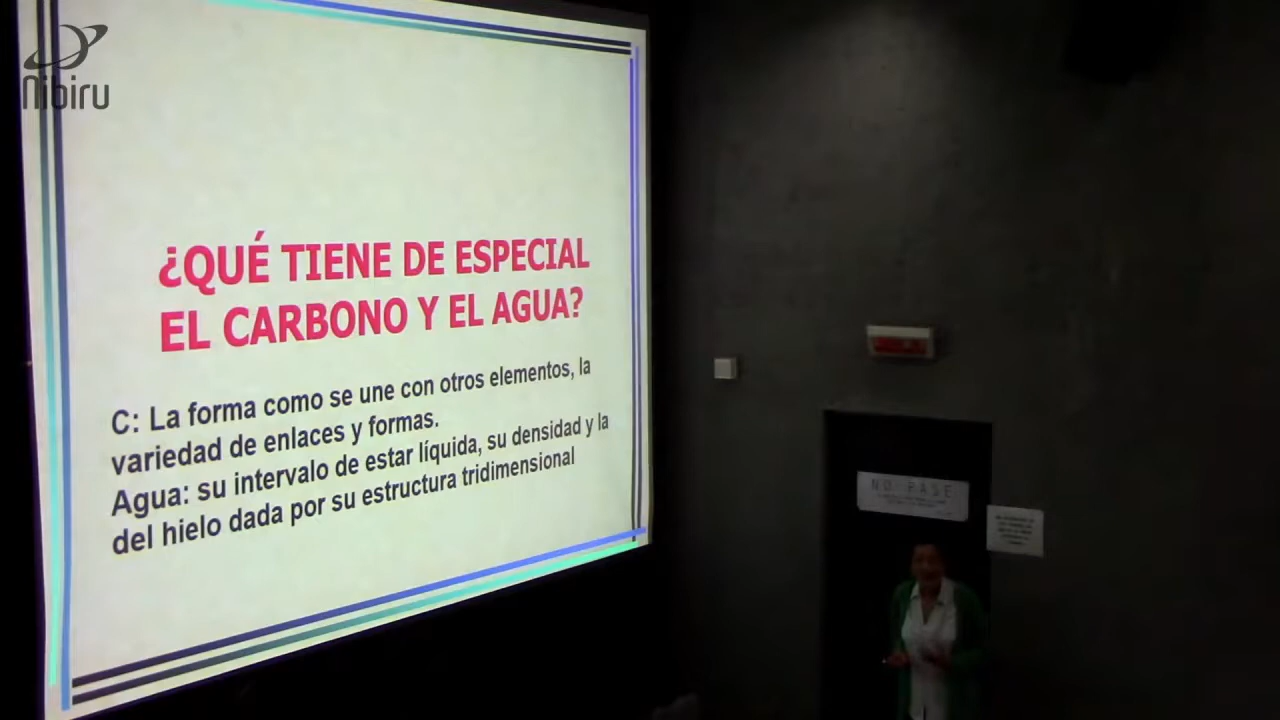 Nibiru
¿QUÉ TIENE DE ESPECIAL
EL CARBONO Y EL AGUA?
C: La forma como se une con otros elementos, la
variedad de enlaces y formas.
Agua: su intervalo de estar líquida, su densidad y la
del hielo dada por su estructura tridimensional
NO PASE